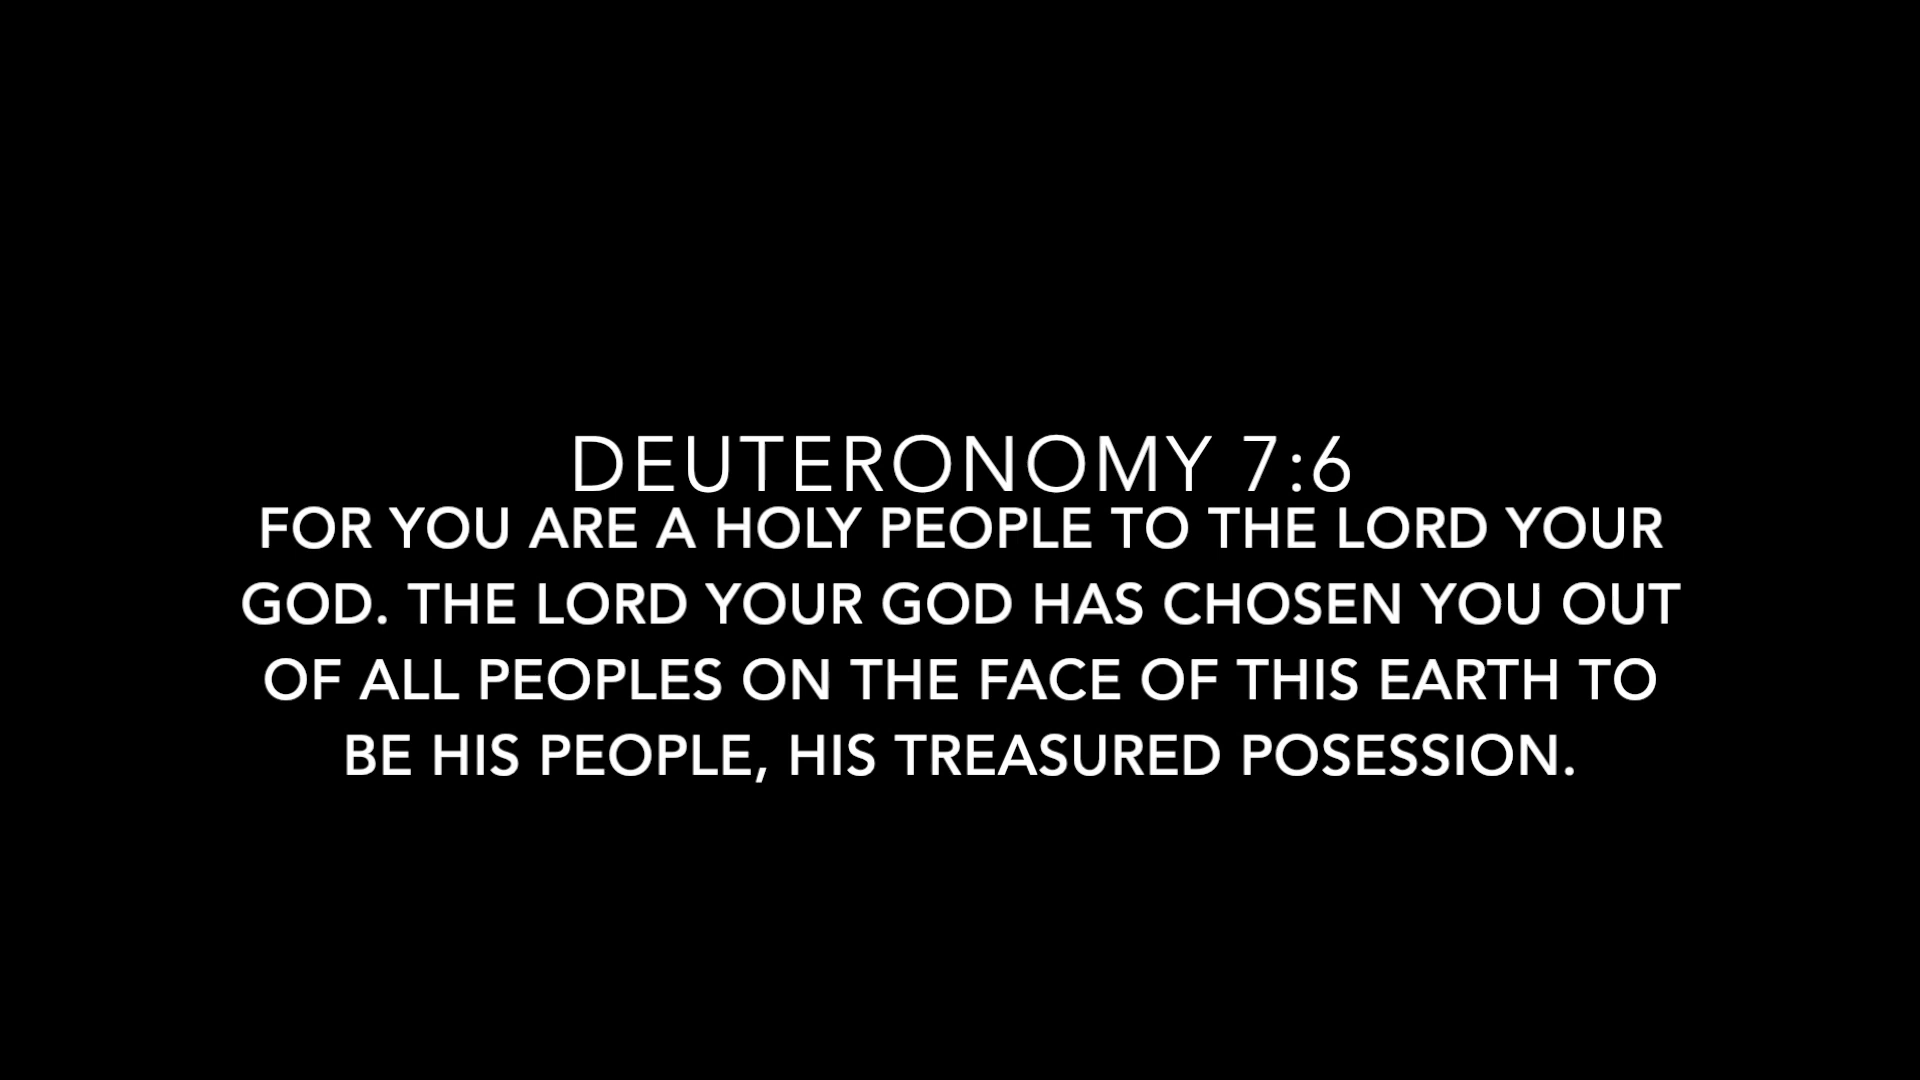 DEUTERONOMY 7:6
FOR YOU ARE A HOLY PEOPLE TO THE LORD YOUR
GOD. THE LORD YOUR GOD HAS CHOSEN YOU OUT
OF ALL PEOPLES ON THE FACE OF THIS EARTH TO
BE HIS PEOPLE, HIS TREASURED POSESSION.